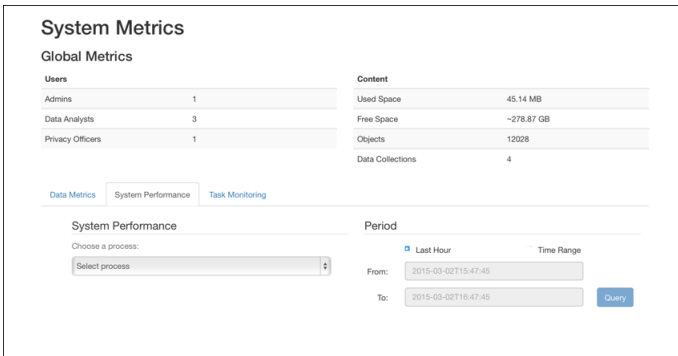 System Metrics
Global Metrics
Users
Admins 1
Data Analysts 3
Privacy Officers 1
Content
Used Space 45.14 MB
Free Space ~278.87 GB
Objects 12028
Data Collections 4
Data Metrics System Performance Task Monitoring
System Performance
Choose a process:
Select process
Period
Last Hour Time Range
From: 2015-03-02T15:47:45
To: 2015-03-02T16:47:45 Query